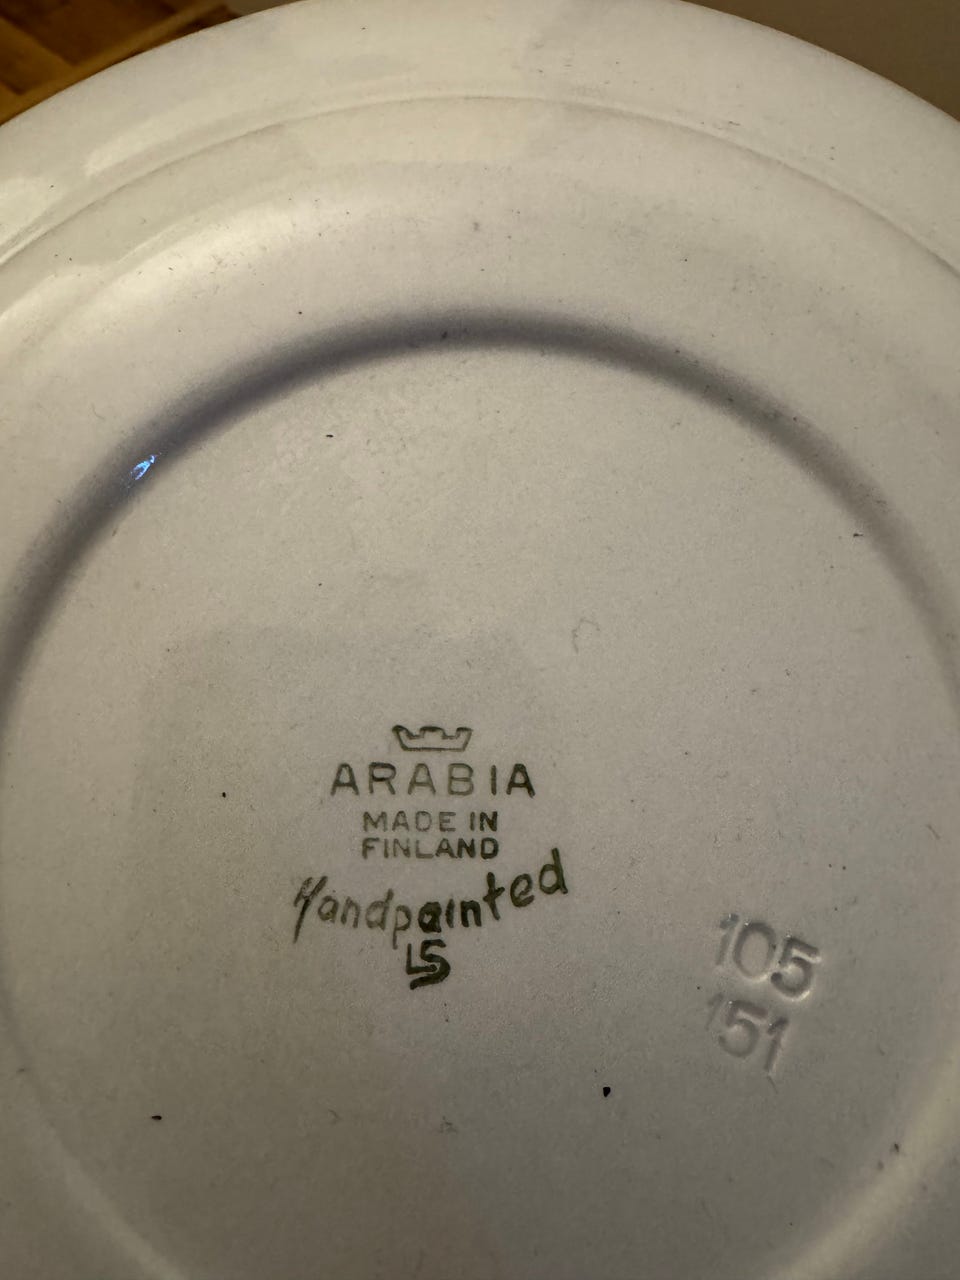 ARABIA
MADE IN
FINLAND
Handpainted
LS
105
151